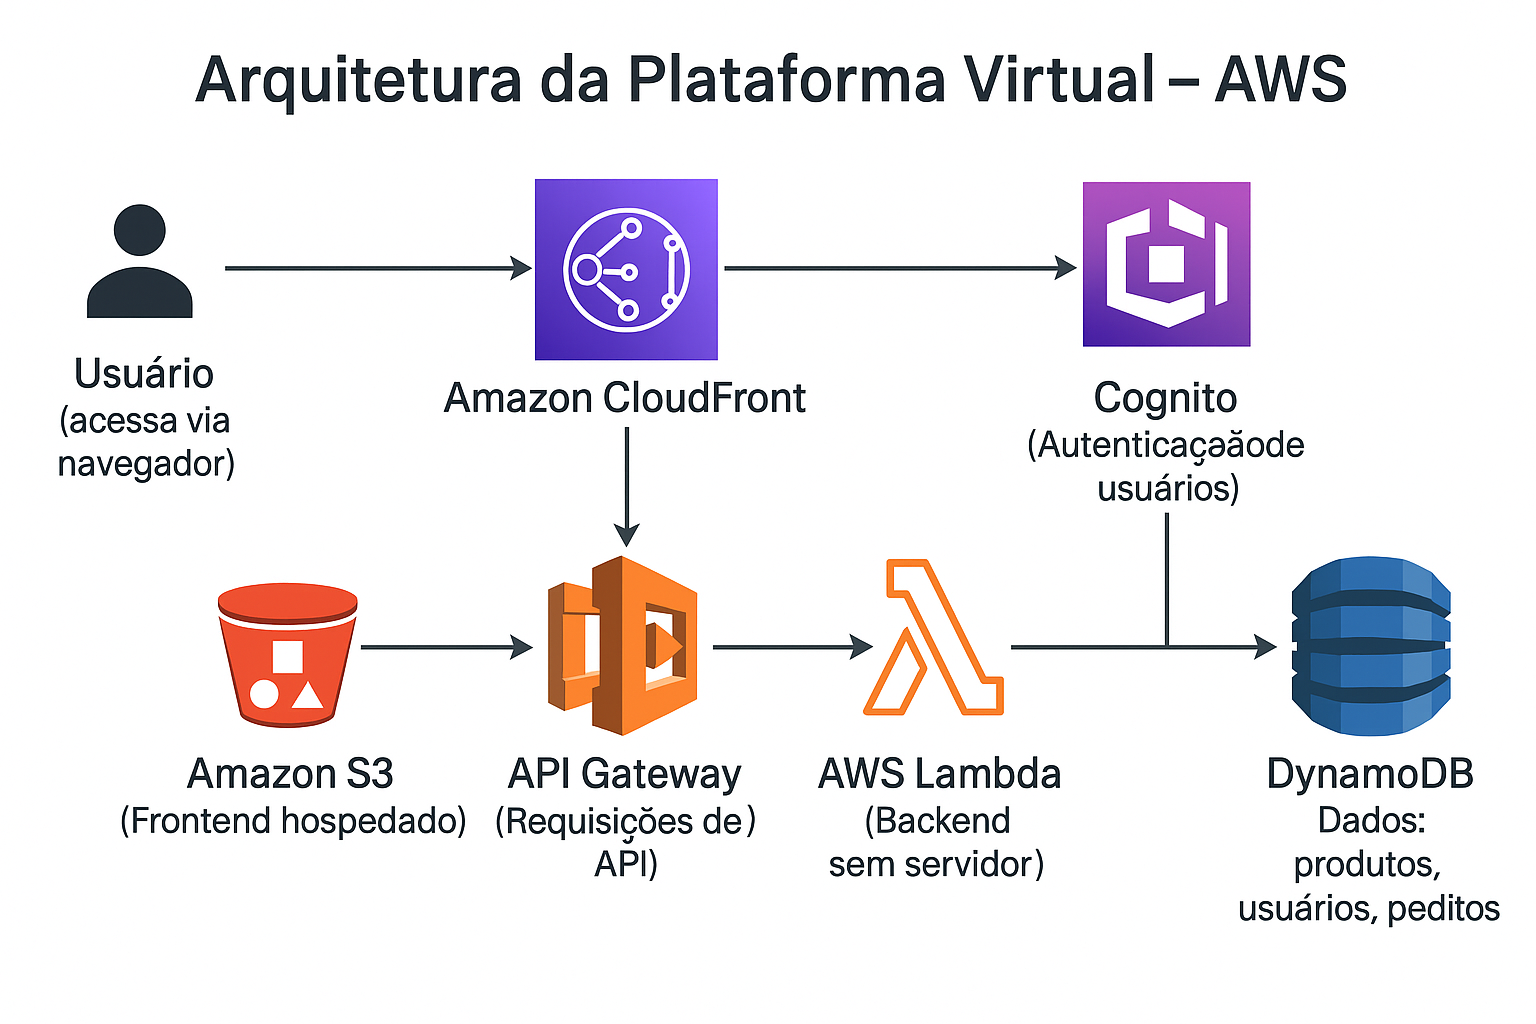 Arquitetura da Plataforma Virtual – AWS
Usuário
(acessa via
navegador)
Amazon CloudFront
Cognito
(Autenticaçəăode
usuários)
Amazon S3
(Frontend hospedado)
API Gateway
(Requisições de)
API)
AWS Lambda
(Backend
sem servidor)
DynamoDB
Dados:
produtos,
usuários, peditos